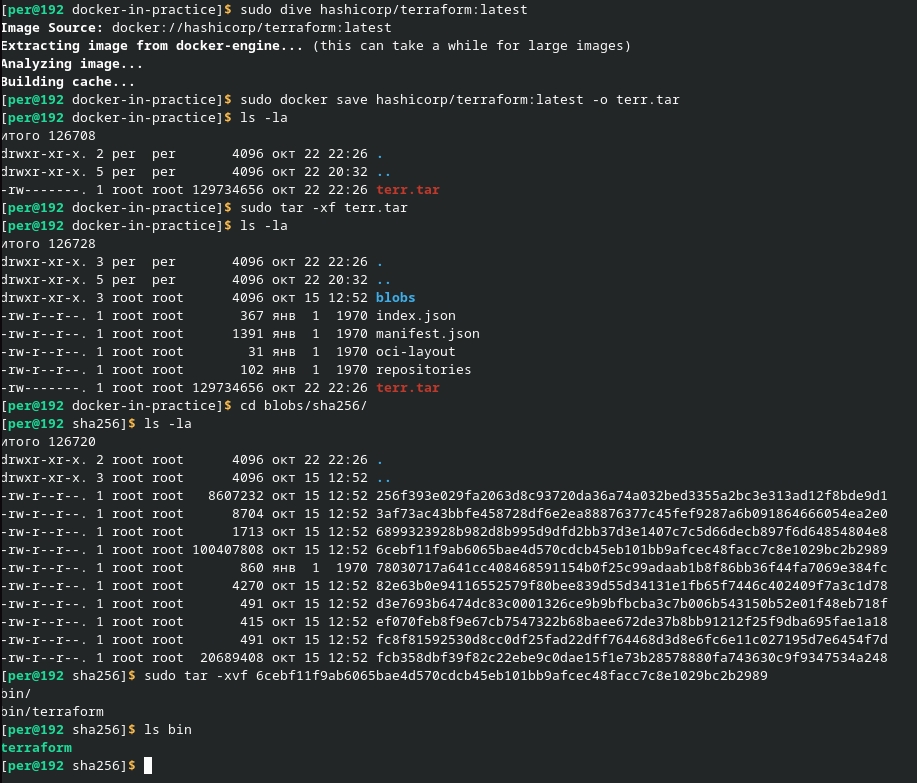 [per@192 docker-in-practice]$ sudo dive hashicorp/terraform:latest
Image Source: docker://hashicorp/terraform:latest
Extracting image from docker-engine... (this can take a while for large images)
Analyzing image...
Building cache...
[per@192 docker-in-practice]$ sudo docker save hashicorp/terraform:latest -o terr.tar
[per@192 docker-in-practice]$ ls -la
итого 126708
drwxr-xr-x. 2 per  per       4096 окт 22 22:26 .
drwxr-xr-x. 5 per  per       4096 окт 22 20:32 ..
-rw-------. 1 root root 129734656 окт 22 22:26 terr.tar
[per@192 docker-in-practice]$ sudo tar -xf terr.tar
[per@192 docker-in-practice]$ ls -la
итого 126728
drwxr-xr-x. 3 per  per       4096 окт 22 22:26 .
drwxr-xr-x. 5 per  per       4096 окт 22 20:32 ..
drwxr-xr-x. 3 root root      4096 окт 15 12:52 blobs
-rw-r--r--. 1 root root       367 янв  1  1970 index.json
-rw-r--r--. 1 root root      1391 янв  1  1970 manifest.json
-rw-r--r--. 1 root root        31 янв  1  1970 oci-layout
-rw-r--r--. 1 root root       102 янв  1  1970 repositories
-rw-------. 1 root root 129734656 окт 22 22:26 terr.tar
[per@192 docker-in-practice]$ cd blobs/sha256/
[per@192 sha256]$ ls -la
итого 126720
drwxr-xr-x. 2 root root      4096 окт 22 22:26 .
drwxr-xr-x. 3 root root      4096 окт 15 12:52 ..
-rw-r--r--. 1 root root   8607232 окт 15 12:52 256f393e029fa2063d8c93720da36a74a032bed3355a2bc3e313ad12f8bde9d1
-rw-r--r--. 1 root root      8704 окт 15 12:52 3af73ac43bbfe458728df6e2ea88876377c45fef9287a6b091864666054ea2e0
-rw-r--r--. 1 root root      1713 окт 15 12:52 6899323928b982d8b995d9dfd2bb37d3e1407c7c5d66decb897f6d64854804e8
-rw-r--r--. 1 root root 100407808 окт 15 12:52 6cebf11f9ab6065bae4d570cdcb45eb101bb9afcec48facc7c8e1029bc2b2989
-rw-r--r--. 1 root root       860 янв  1  1970 78030717a641cc408468591154b0f25c99adaab1b8f86bb36f44fa7069e384fc
-rw-r--r--. 1 root root      4270 окт 15 12:52 82e63b0e94116552579f80bee839d55d34131e1fb65f7446c402409f7a3c1d78
-rw-r--r--. 1 root root       491 окт 15 12:52 d3e7693b6474dc83c0001326ce9b9bfbcba3c7b006b543150b52e01f48eb718f
-rw-r--r--. 1 root root       415 окт 15 12:52 ef070feb8f9e67cb7547322b68baee672de37b8bb91212f25f9dba695fae1a18
-rw-r--r--. 1 root root       491 окт 15 12:52 fc8f81592530d8cc0df25fad22dff764468d3d8e6fc6e11c027195d7e6454f7d
-rw-r--r--. 1 root root  20689408 окт 15 12:52 fcb358dbf39f82c22ebe9c0dae15f1e73b28578880fa743630c9f9347534a248
[per@192 sha256]$ sudo tar -xvf 6cebf11f9ab6065bae4d570cdcb45eb101bb9afcec48facc7c8e1029bc2b2989
bin/
bin/terraform
[per@192 sha256]$ ls bin
terraform
[per@192 sha256]$